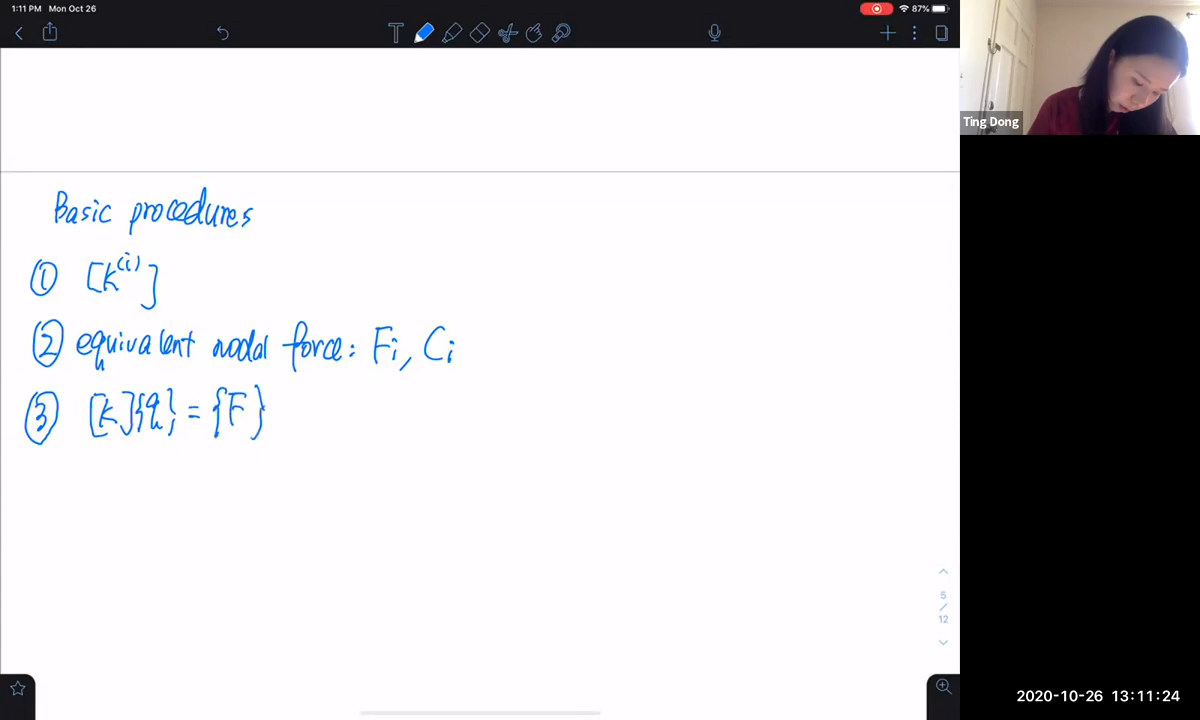 1:11 PM Mon Oct 26
87%
Ting Dong
Basic procedures
① [K⁽ⁱ⁾]
② equivalent nodal force: Fi, Ci
③ [K]{q} = {F}
5
/
12
2020-10-26 13:11:24